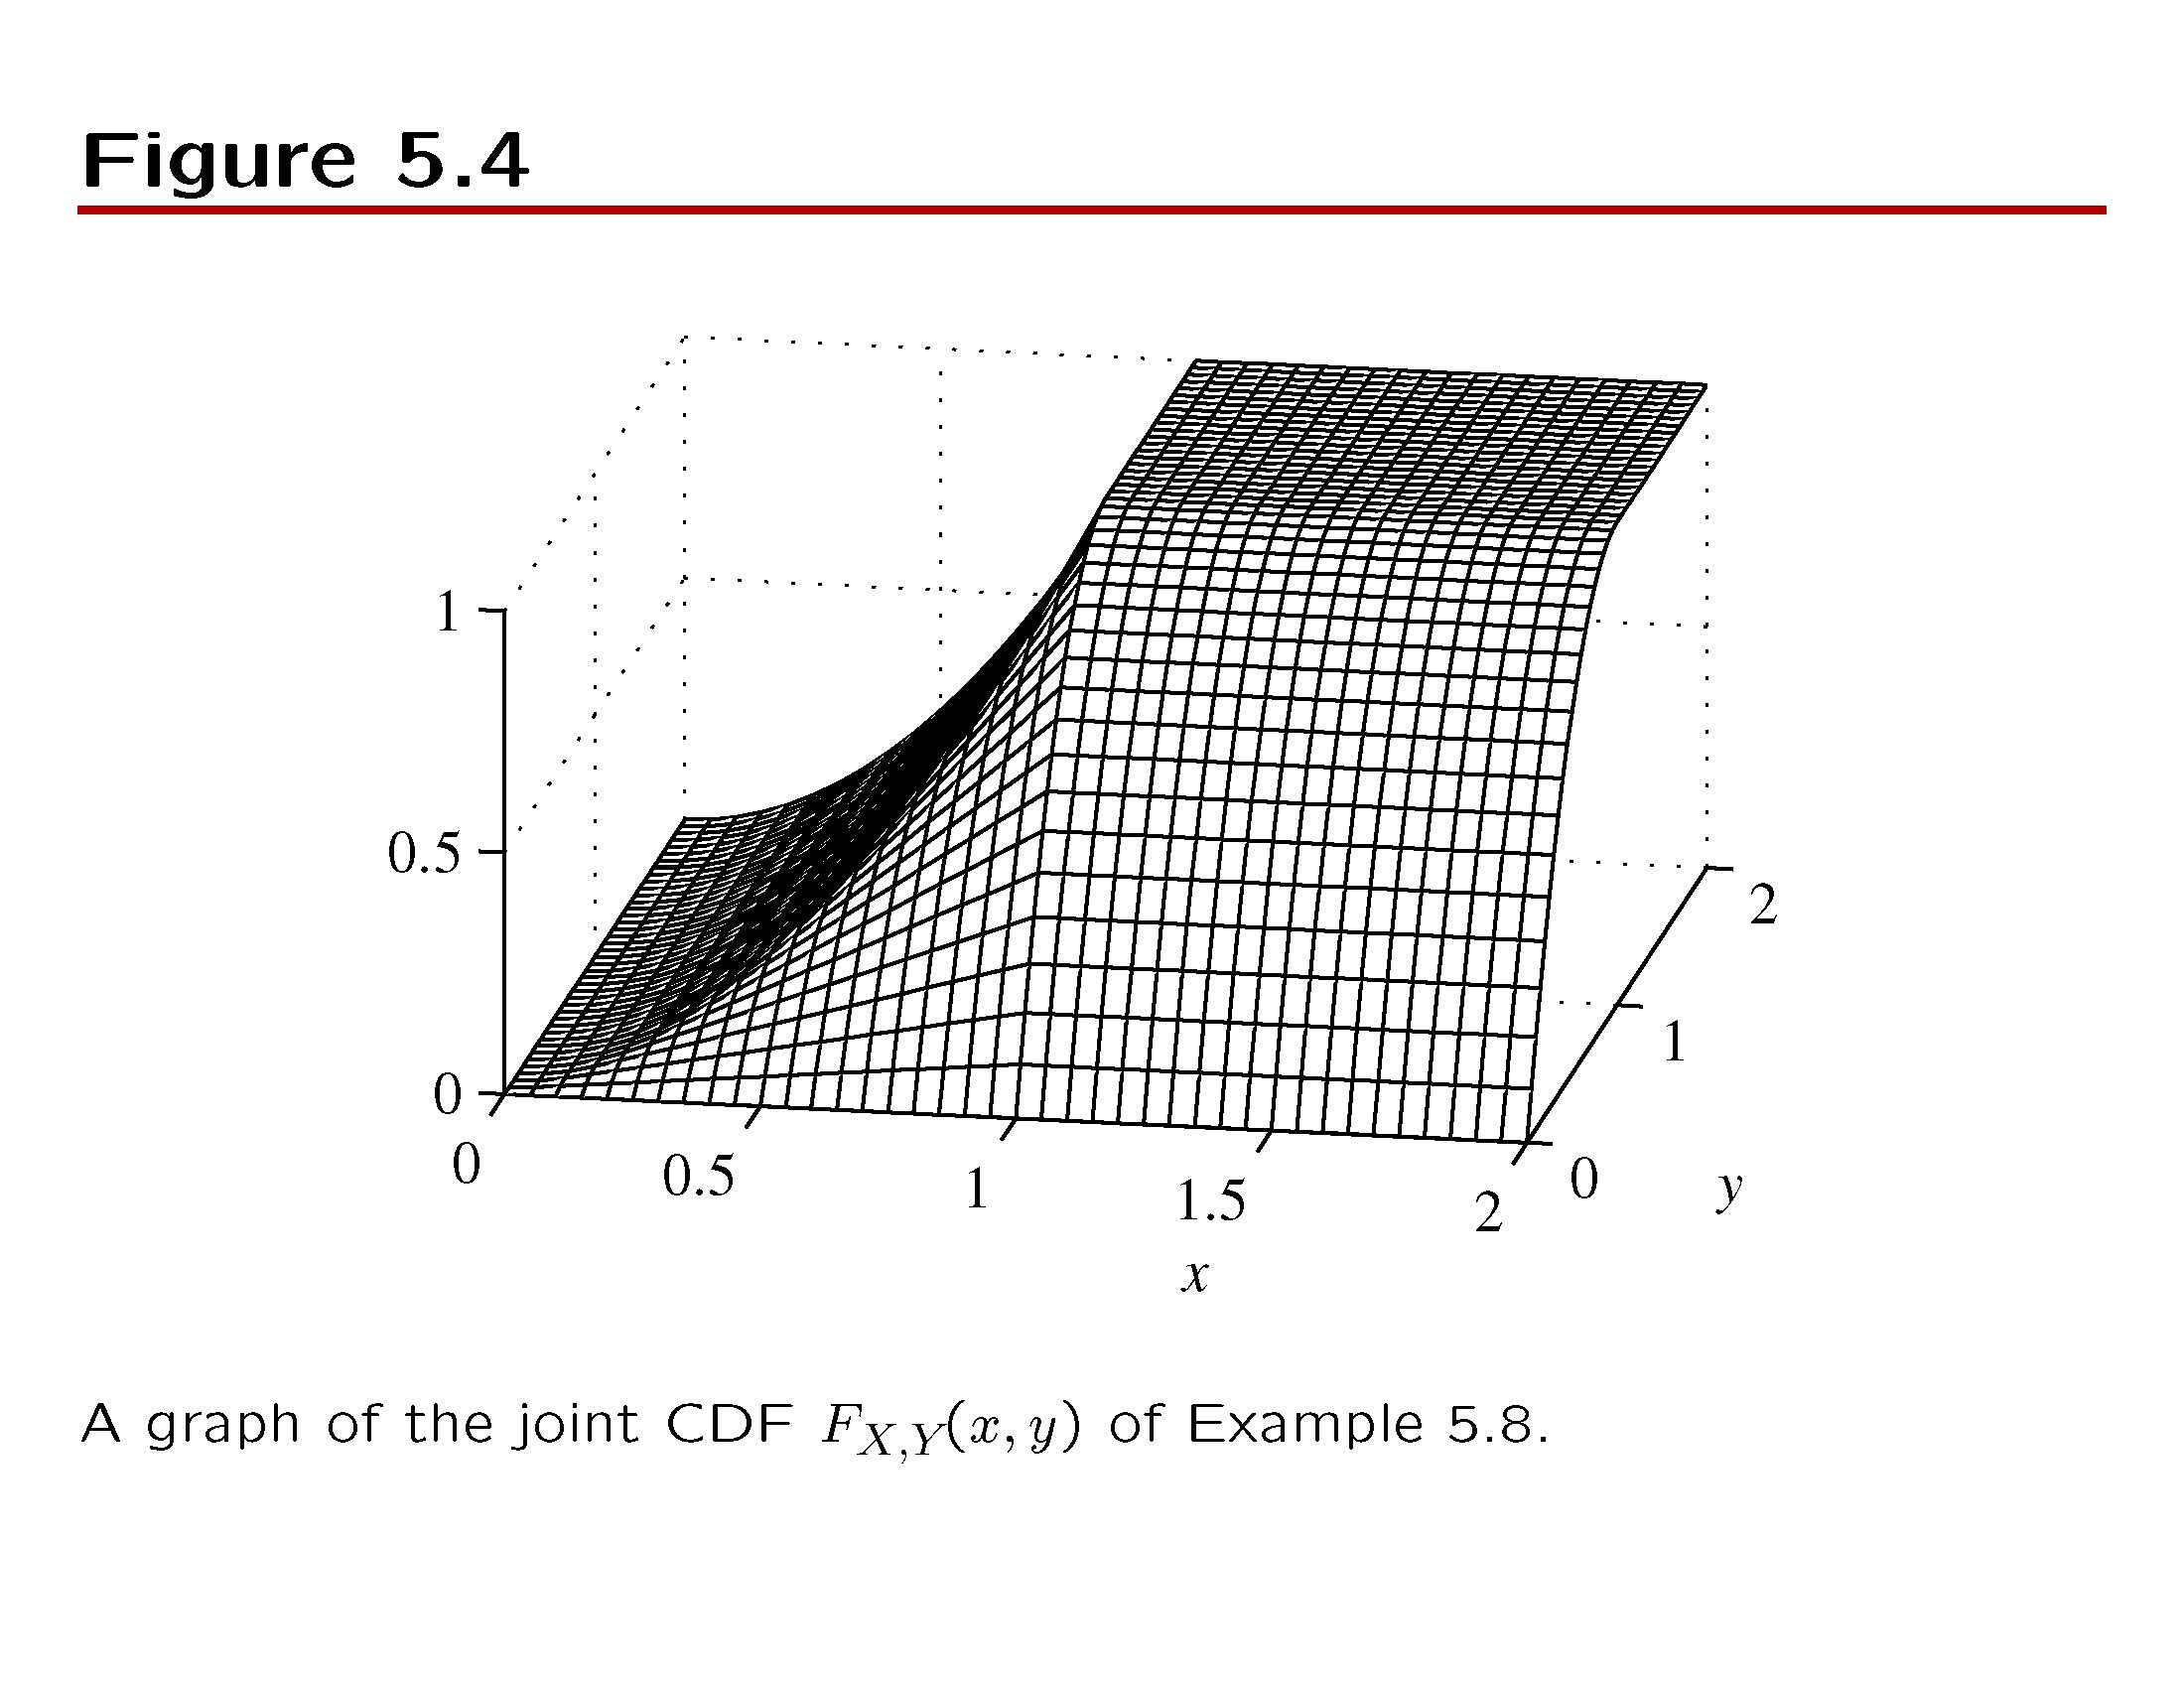 Figure 5.4
1
0.5
0
0 0.5 1 1.5 2
0 1 2
x
y
A graph of the joint CDF F_{X,Y}(x, y) of Example 5.8.